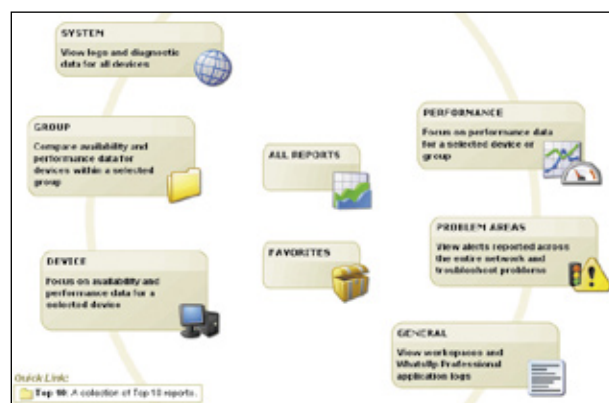 SYSTEM
View logs and diagnostic
data for all devices
GROUP
Compare availability and
performance data for
devices within a selected
group
DEVICE
Focus on availability and
performance data for a
selected device
ALL REPORTS
FAVORITES
PERFORMANCE
Focus on performance data
for a selected device or
group
PROBLEM AREAS
View alerts reported across
the entire network and
troubleshoot problems
GENERAL
View workspaces and
WhatsUp Professional
application logs
Quick Link:
Top 10: A collection of Top 10 reports.